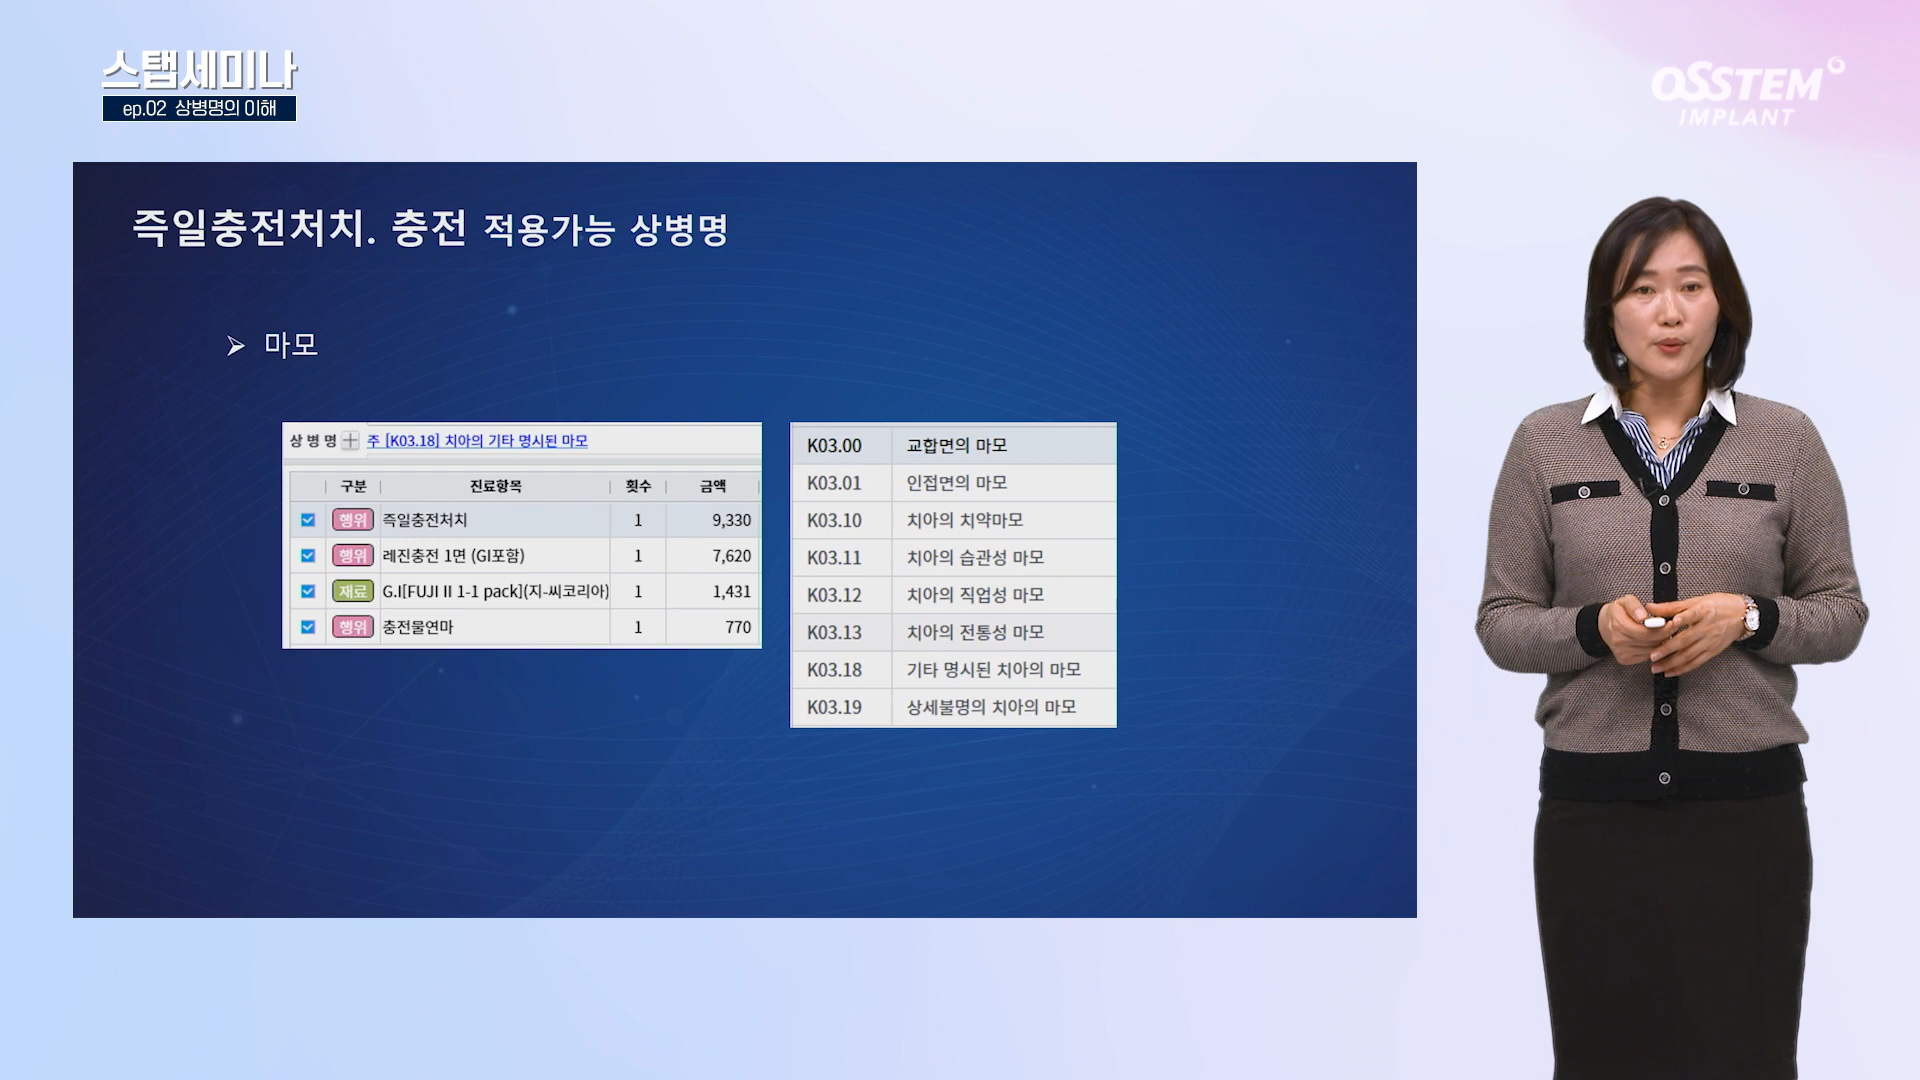 스탭세미나
ep.02 상병명의 이해
OSSTEM
IMPLANT
즉일충전처치. 충전 적용가능 상병명
➤ 마모
상 병 명 주 [K03.18] 치아의 기타 명시된 마모
구분 진료항목 횟수 금액
행위 즉일충전처치 1 9,330
행위 레진충전 1면 (GI포함) 1 7,620
재료 G.I[FUJI II 1-1 pack](지-씨코리아) 1 1,431
행위 충전물연마 1 770
K03.00 교합면의 마모
K03.01 인접면의 마모
K03.10 치아의 치약마모
K03.11 치아의 습관성 마모
K03.12 치아의 직업성 마모
K03.13 치아의 전통성 마모
K03.18 기타 명시된 치아의 마모
K03.19 상세불명의 치아의 마모